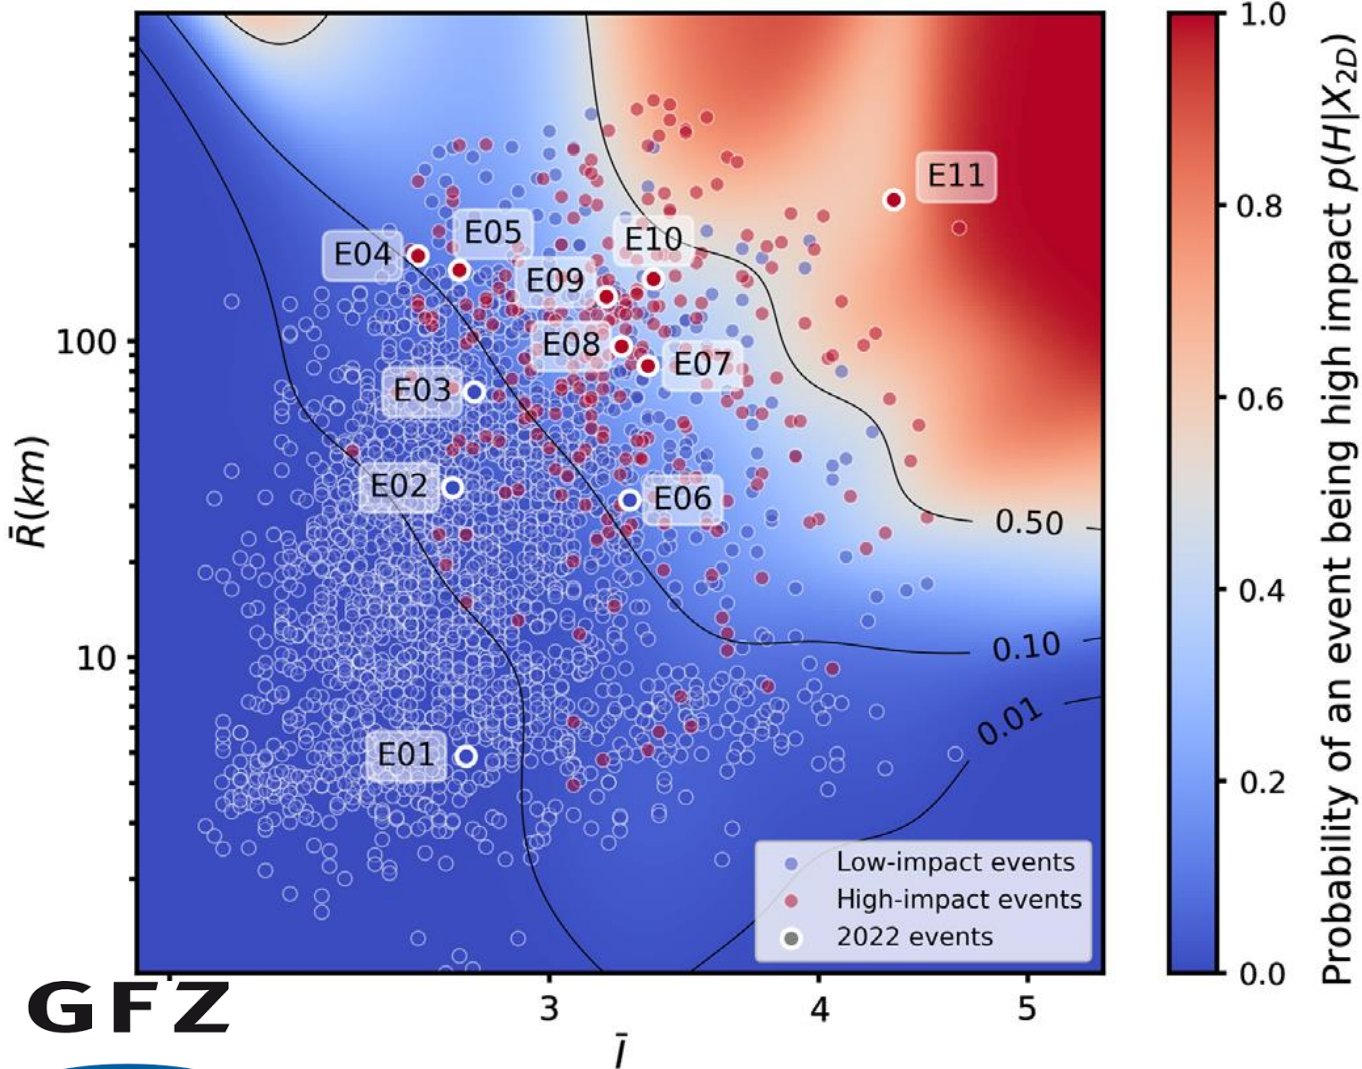 1.0
0.8
0.6
0.4
0.2
0.0
Probability of an event being high impact p(H|X2D)
R̄(km)
100
10
E11
E05
E10
E04
E09
E08
E07
E03
E02
E06
0.50
0.10
0.01
E01
Low-impact events
High-impact events
2022 events
3
4
5
Ī
GFZ